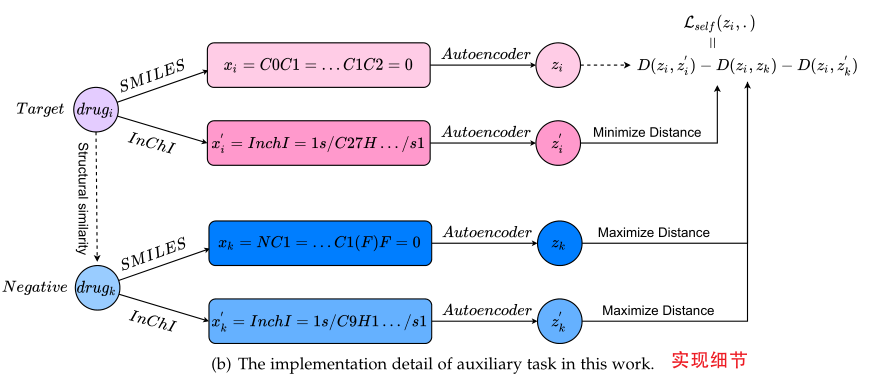 $\mathcal{L}_{self}(z_i, .)$
=
SMILES
$x_i = C0C1 = \ldots C1C2 = 0$
Autoencoder
$z_i$
$D(z_i, z_i^{'}) - D(z_i, z_k) - D(z_i, z_k^{'})$
Target
$drug_i$
InChI
$x_i^{'} = InchI = 1s/C27H \ldots /s1$
Autoencoder
$z_i^{'}$
Minimize Distance
Structural similarity
SMILES
$x_k = NC1 = \ldots C1(F)F = 0$
Autoencoder
$z_k$
Maximize Distance
Negative
$drug_k$
InChI
$x_k^{'} = InchI = 1s/C9H1 \ldots /s1$
Autoencoder
$z_k^{'}$
Maximize Distance
(b) The implementation detail of auxiliary task in this work. 实现细节